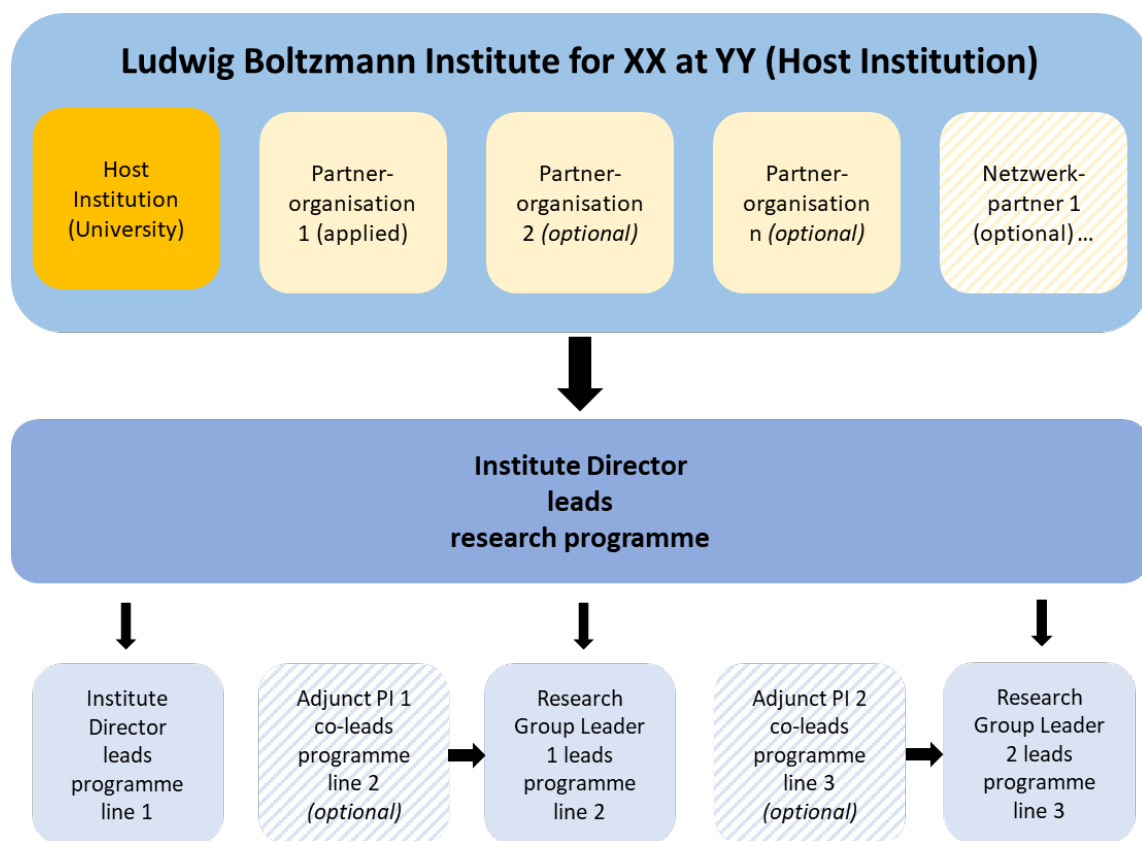 Ludwig Boltzmann Institute for XX at YY (Host Institution)
Host
Institution
(University)
Partner-
organisation
1 (applied)
Partner-
organisation
2 (optional)
Partner-
organisation
n (optional)
Netzwerk-
partner 1
(optional) ...
Institute Director
leads
research programme
Institute
Director
leads
programme
line 1
Adjunct PI 1
co-leads
programme
line 2
(optional)
Research
Group Leader
1 leads
programme
line 2
Adjunct PI 2
co-leads
programme
line 3
(optional)
Research
Group Leader
2 leads
programme
line 3